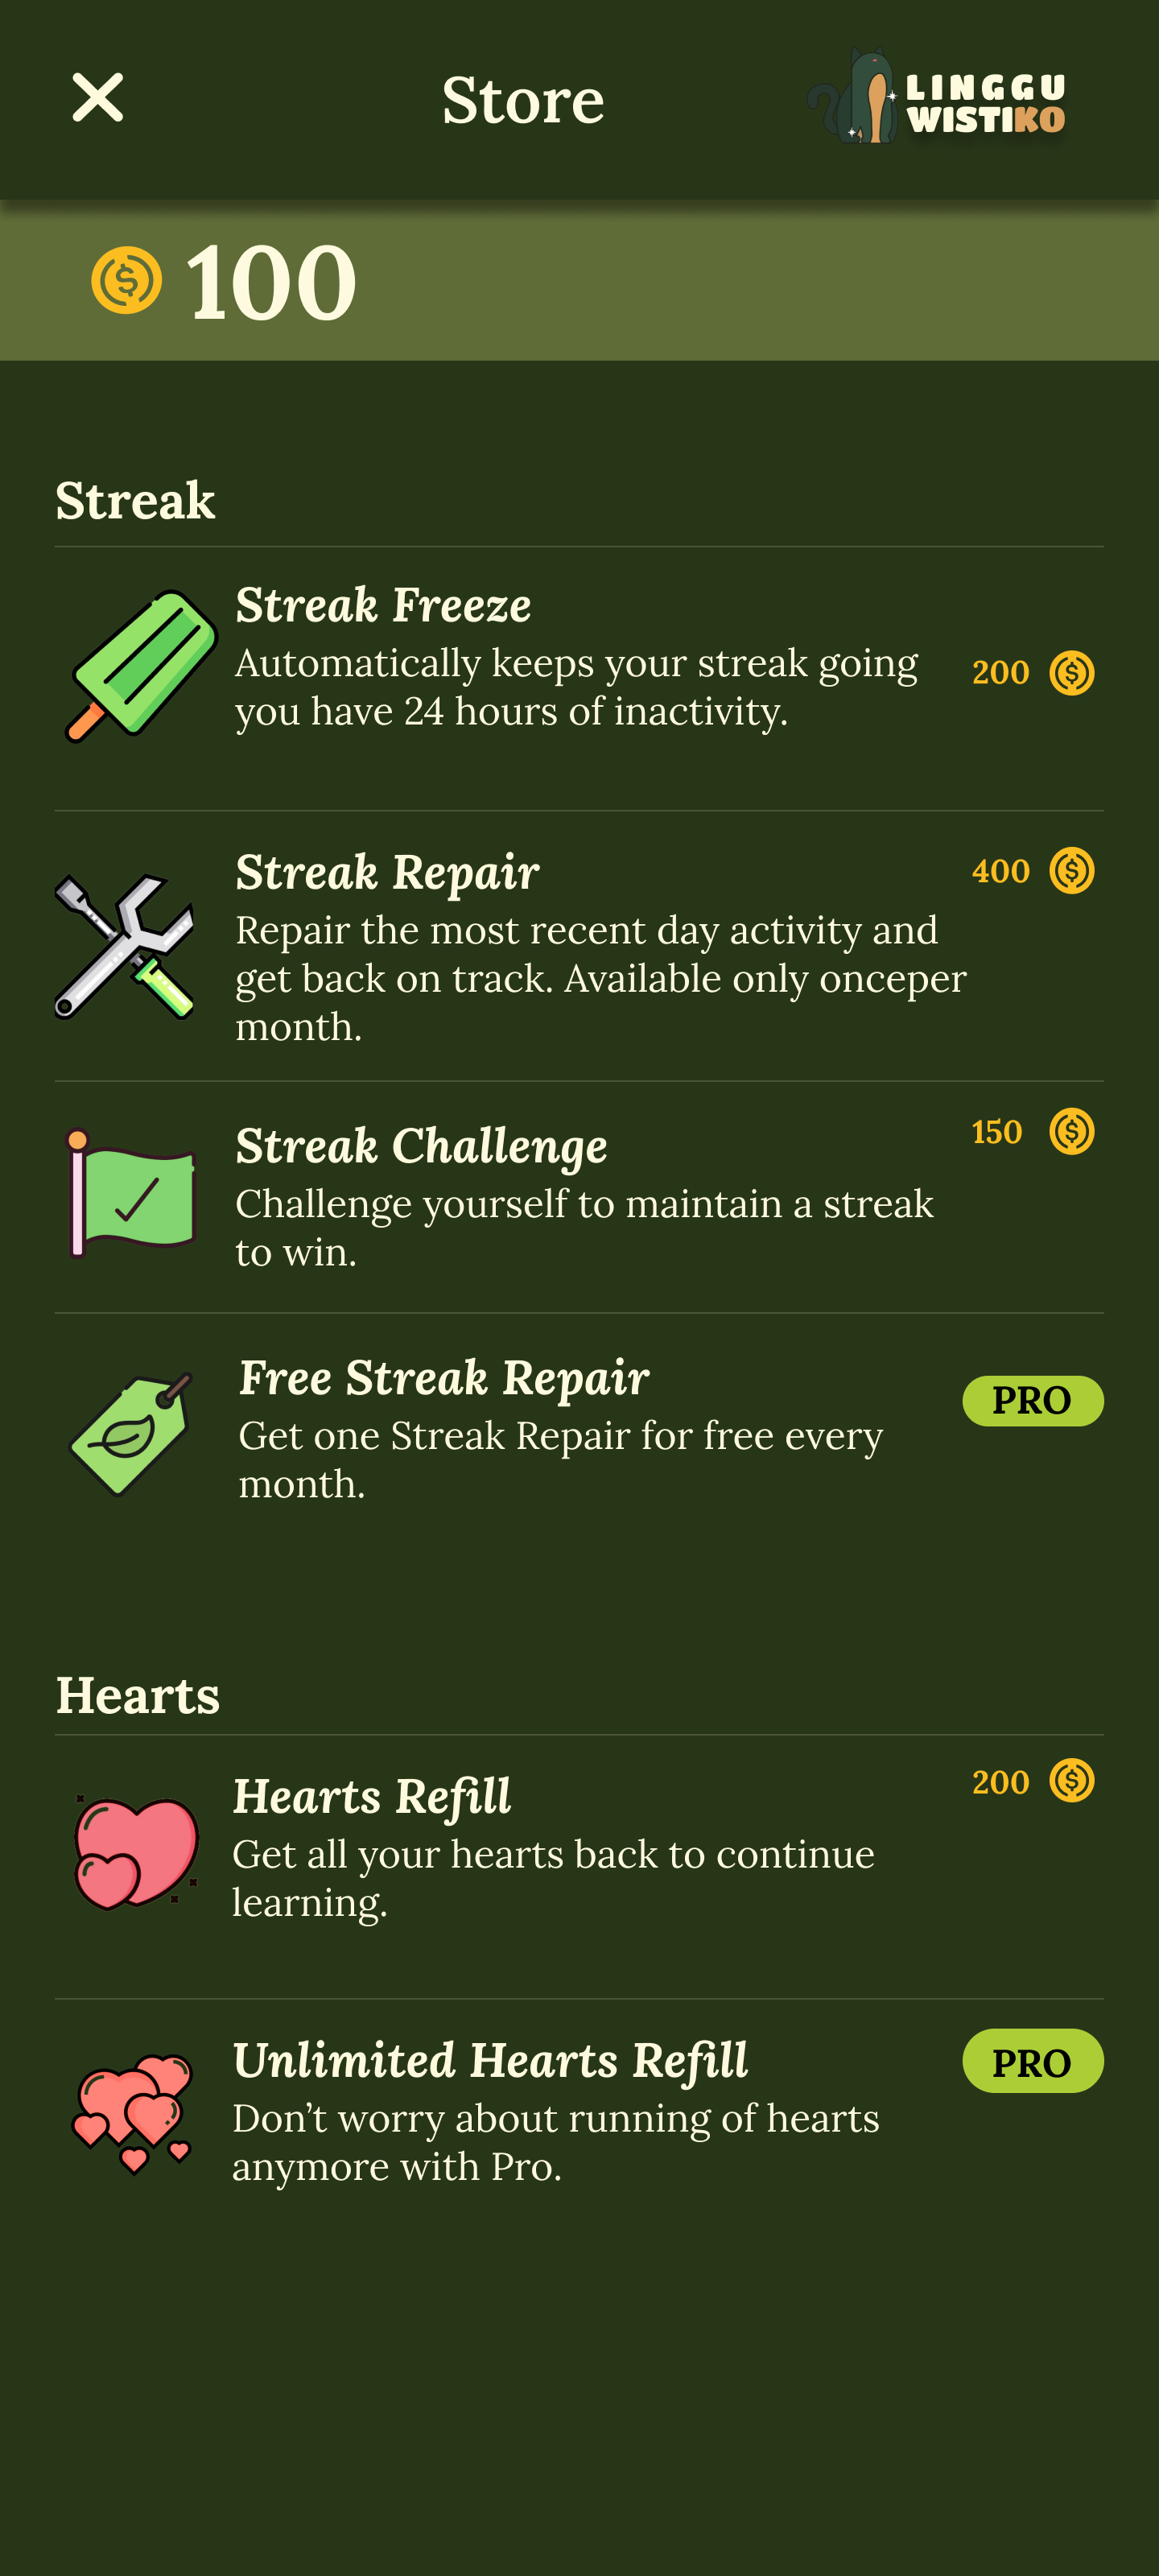 Store
LINGGU
WISTIKO
100
Streak
Streak Freeze
Automatically keeps your streak going
you have 24 hours of inactivity.
200
Streak Repair
400
Repair the most recent day activity and
get back on track. Available only onceper
month.
Streak Challenge
150
Challenge yourself to maintain a streak
to win.
Free Streak Repair
PRO
Get one Streak Repair for free every
month.
Hearts
Hearts Refill
200
Get all your hearts back to continue
learning.
Unlimited Hearts Refill
PRO
Don’t worry about running of hearts
anymore with Pro.